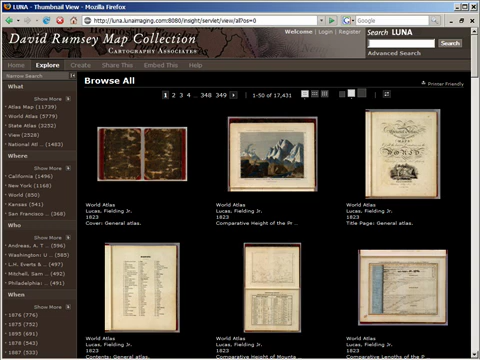 LUNA - Thumbnail View - Mozilla Firefox
http://luna.lunaimaging.com:8080/insight/servlet/view/all?os=0
David Rumsey Map Collection
Cartography Associates
Welcome | Login | Register
Search LUNA
Search
Advanced Search
Home Explore Create Share This Embed This Help
Narrow Search
Browse All
Printer Friendly
1 2 3 4 .. 348 349 | 1-50 of 17,431
What
Show More
Atlas Map (11739)
World Atlas (5779)
State Atlas (3252)
View (2528)
National Atl .. (1483)
Where
Show More
California (1496)
New York (1168)
World (850)
Kansas (541)
San Francisco .. (368)
Who
Show More
Andreas, A. T .. (596)
Washington: U .. (585)
L.H. Everts & .. (497)
Mitchell, Sam .. (492)
Philadelphia: .. (491)
When
Show More
1876 (776)
1875 (752)
1895 (691)
1878 (543)
1887 (533)
World Atlas
Lucas, Fielding Jr.
1823
Cover: General atlas.
World Atlas
Lucas, Fielding Jr.
1823
Comparative Height of the Pr ..
World Atlas
Lucas, Fielding Jr.
1823
Title Page: General atlas.
World Atlas
Lucas, Fielding Jr.
1823
Contents: General atlas.
World Atlas
Lucas, Fielding Jr.
1823
Comparative Height of Mounta ..
World Atlas
Lucas, Fielding Jr.
1823
Comparative Lengths of the P ..